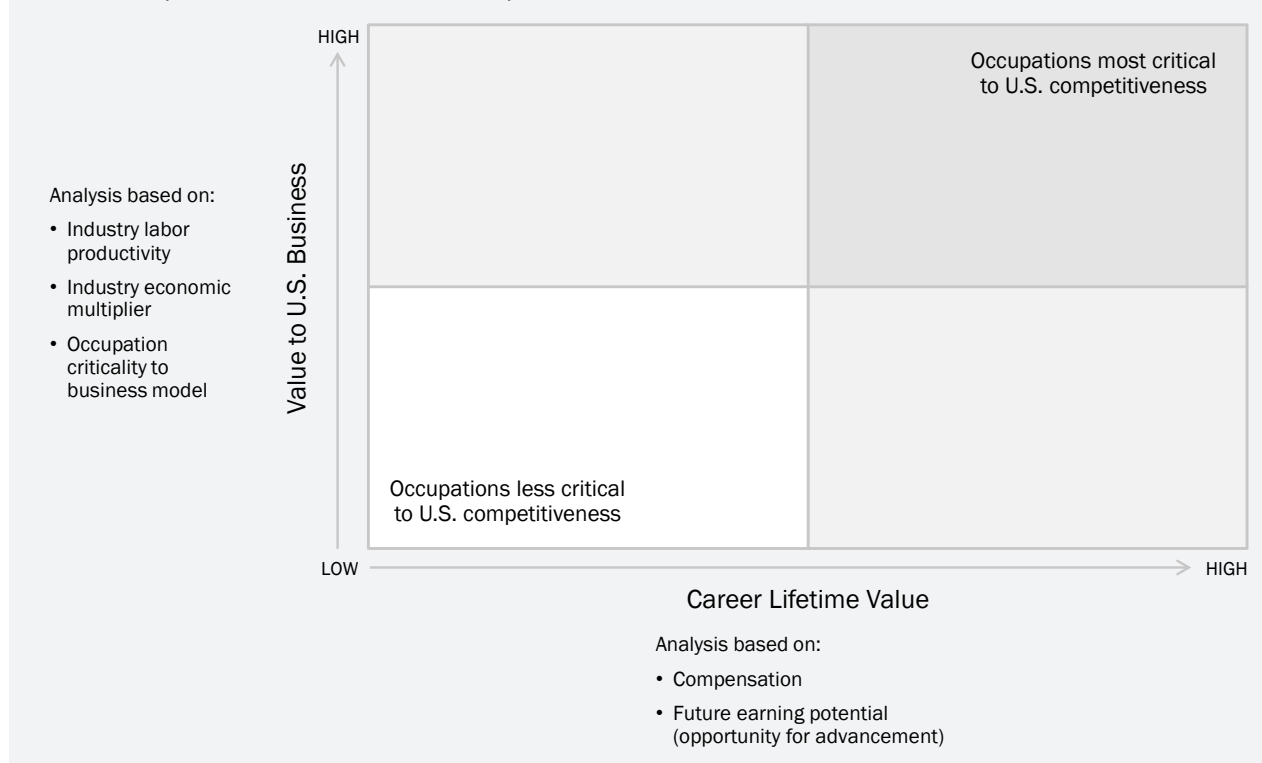 HIGH
Occupations most critical
to U.S. competitiveness
Analysis based on:
• Industry labor
productivity
• Industry economic
multiplier
• Occupation
criticality to
business model
Value to U.S. Business
Occupations less critical
to U.S. competitiveness
LOW
HIGH
Career Lifetime Value
Analysis based on:
• Compensation
• Future earning potential
(opportunity for advancement)